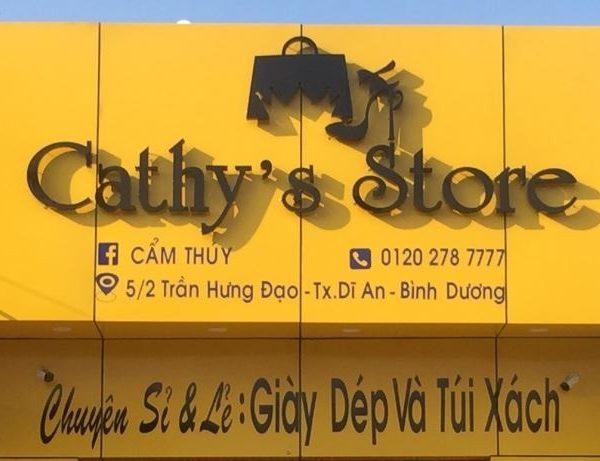 Cathy's Store
CẨM THUY 0120 278 7777
5/2 Trần Hưng Đạo - Tx.Dĩ An - Bình Dương
Chuyên Sỉ & Lẻ : Giày Dép Và Túi Xách